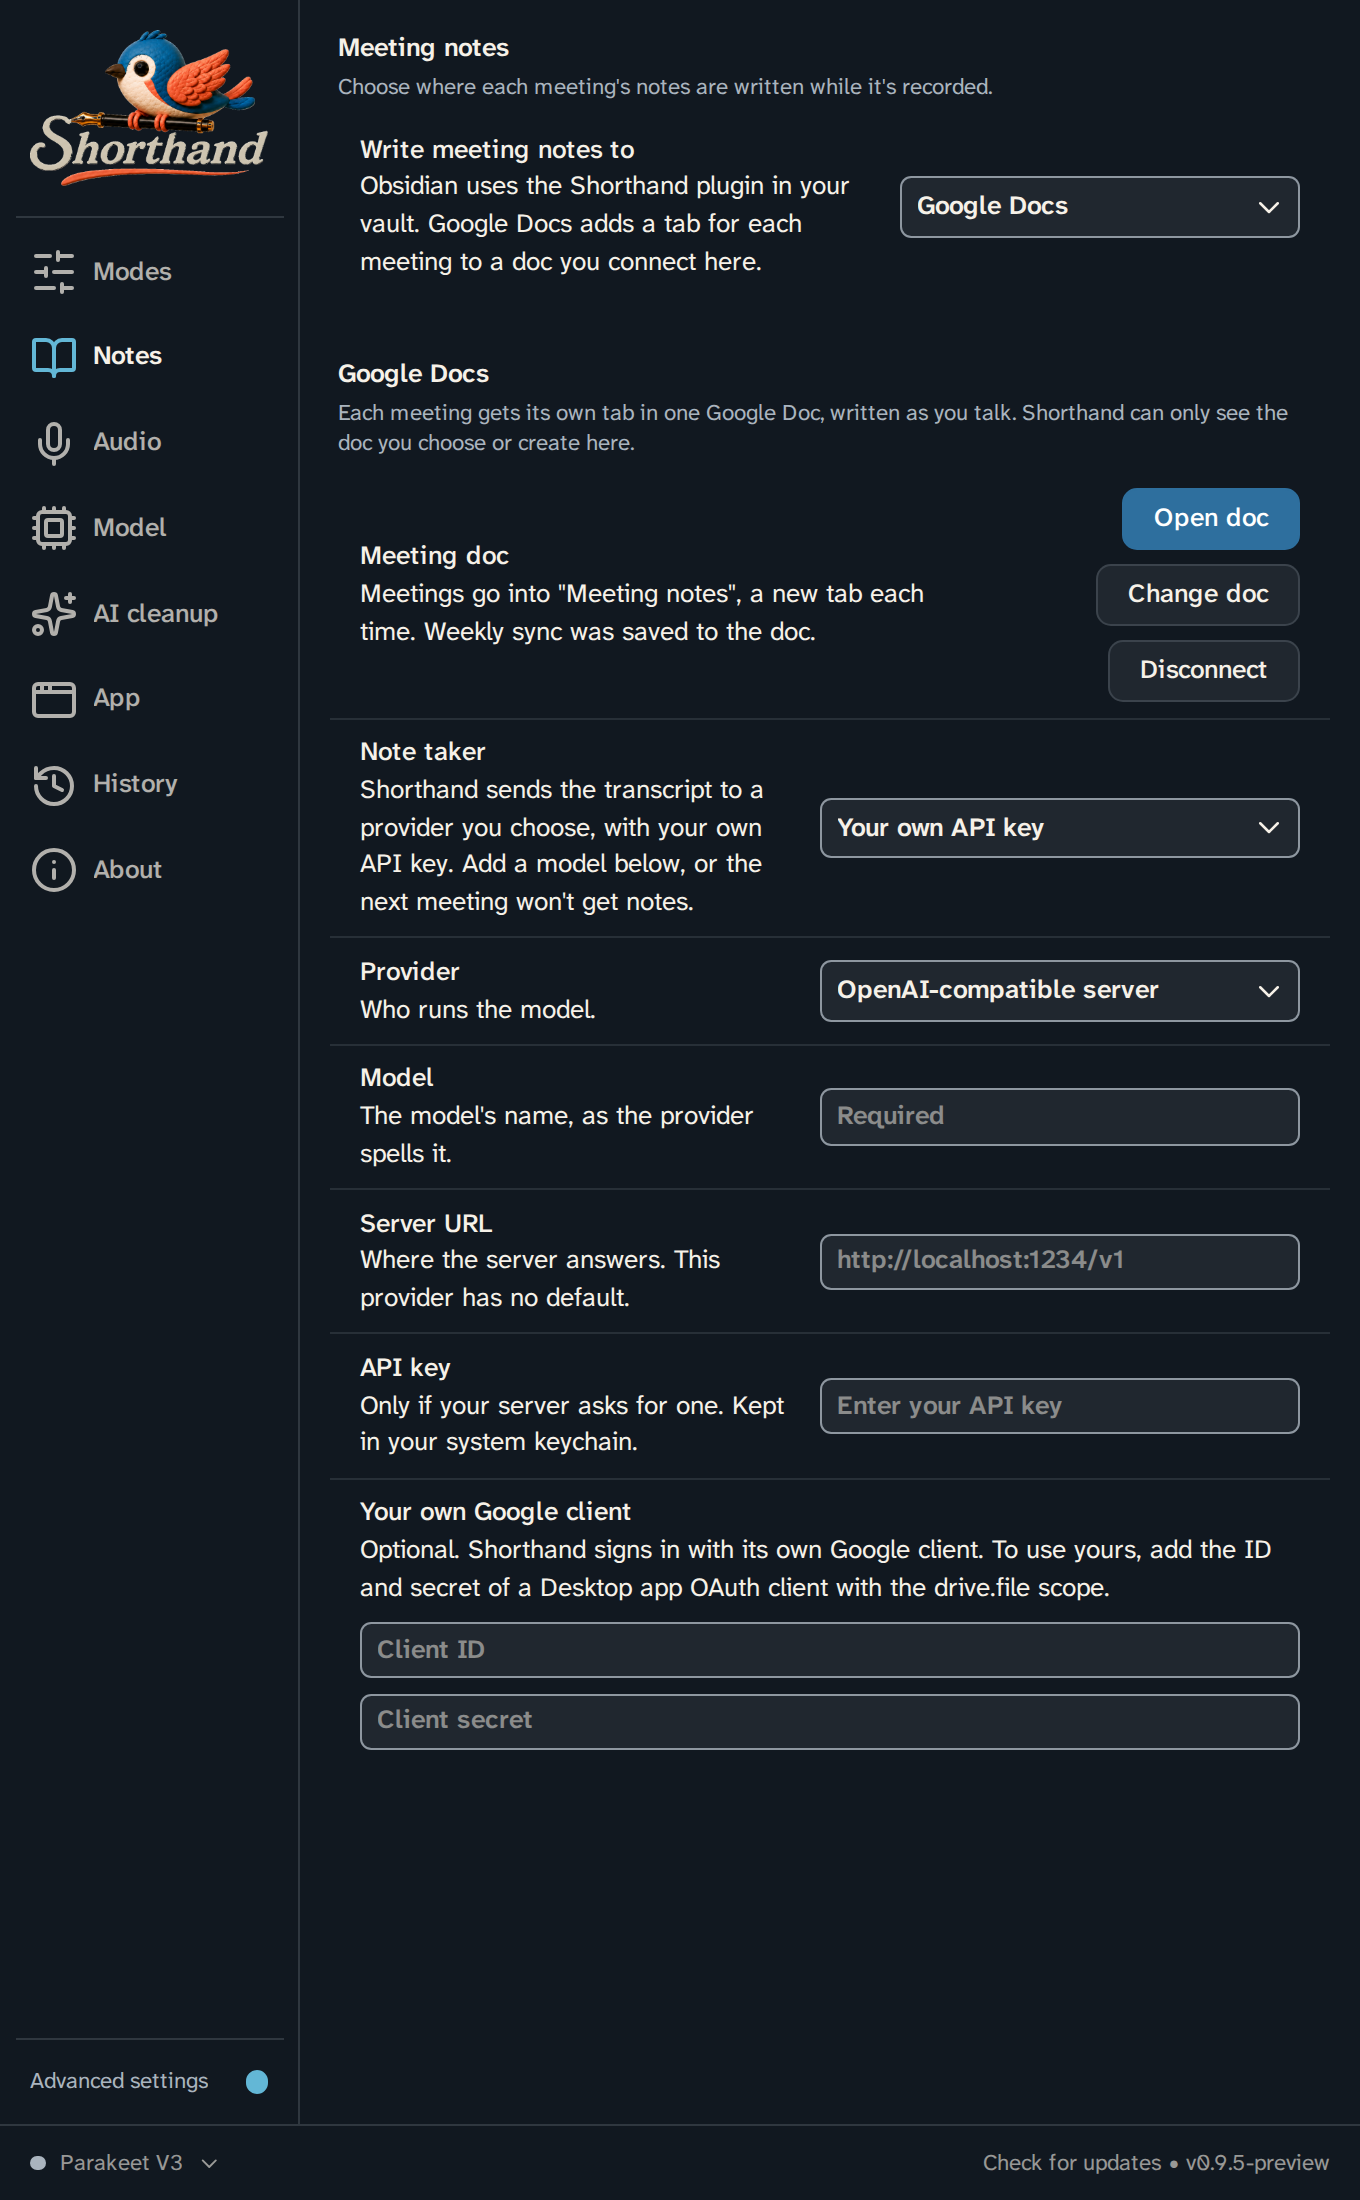 Shorthand
Modes
Notes
Audio
Model
AI cleanup
App
History
About
Advanced settings
Meeting notes
Choose where each meeting's notes are written while it's recorded.
Write meeting notes to
Obsidian uses the Shorthand plugin in your
vault. Google Docs adds a tab for each
meeting to a doc you connect here.
Google Docs
Google Docs
Each meeting gets its own tab in one Google Doc, written as you talk. Shorthand can only see the
doc you choose or create here.
Meeting doc
Meetings go into "Meeting notes", a new tab each
time. Weekly sync was saved to the doc.
Open doc
Change doc
Disconnect
Note taker
Shorthand sends the transcript to a
provider you choose, with your own
API key. Add a model below, or the
next meeting won't get notes.
Your own API key
Provider
Who runs the model.
OpenAI-compatible server
Model
The model's name, as the provider
spells it.
Required
Server URL
Where the server answers. This
provider has no default.
http://localhost:1234/v1
API key
Only if your server asks for one. Kept
in your system keychain.
Enter your API key
Your own Google client
Optional. Shorthand signs in with its own Google client. To use yours, add the ID
and secret of a Desktop app OAuth client with the drive.file scope.
Client ID
Client secret
Parakeet V3
Check for updates • v0.9.5-preview